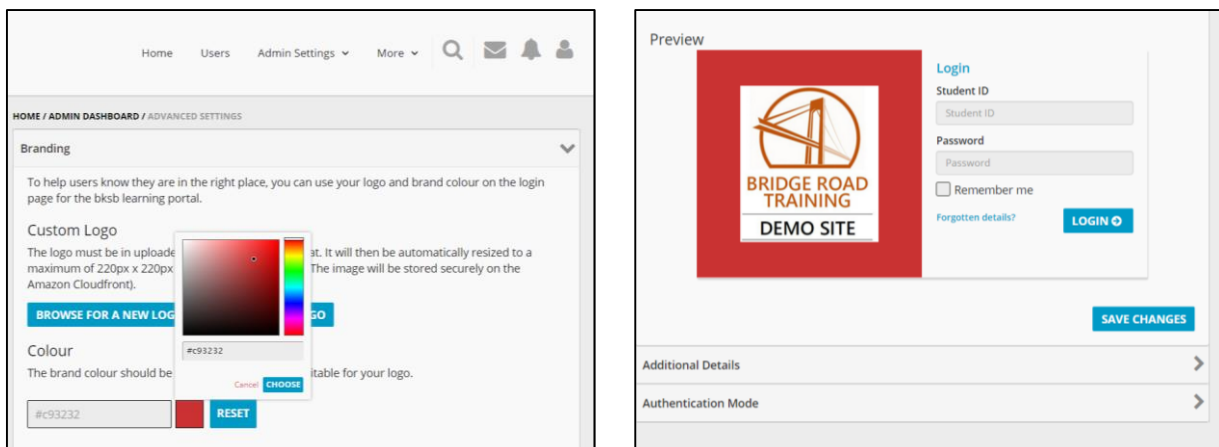 Home Users Admin Settings More
HOME / ADMIN DASHBOARD / ADVANCED SETTINGS
Branding
To help users know they are in the right place, you can use your logo and brand colour on the login
page for the bksb learning portal.
Custom Logo
The logo must be in uploade at. It will then be automatically resized to a
maximum of 220px x 220px The image will be stored securely on the
Amazon Cloudfront).
BROWSE FOR A NEW LOG GO
#c93232
Colour
The brand colour should be itable for your logo.
Cancel CHOOSE
#c93232 RESET
Preview
BRIDGE ROAD
TRAINING
DEMO SITE
Login
Student ID
Student ID
Password
Password
Remember me
Forgotten details? LOGIN
SAVE CHANGES
Additional Details
Authentication Mode